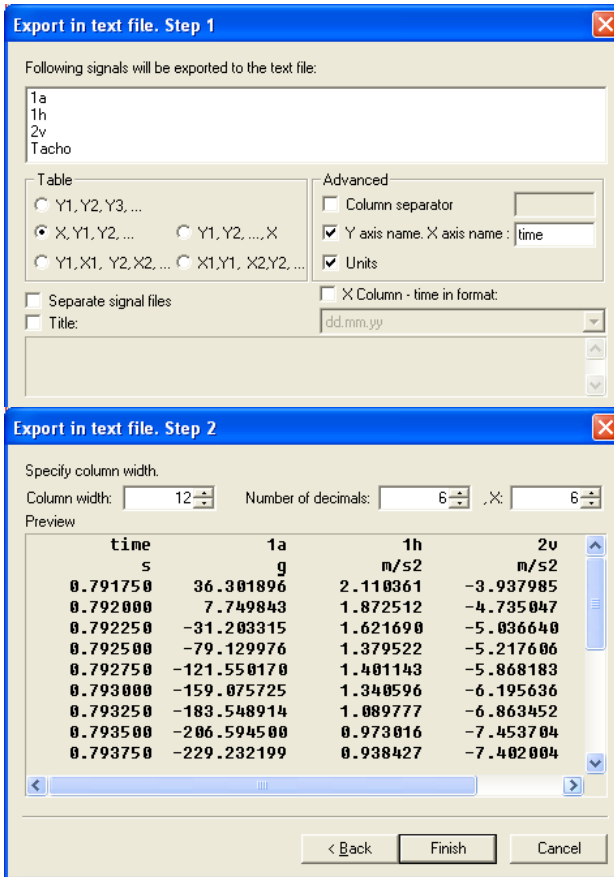 Export in text file. Step 1
Following signals will be exported to the text file:
1a
1h
2v
Tacho
Table
Y1, Y2, Y3, ...
X, Y1, Y2, ... Y1, Y2, ..., X
Y1, X1, Y2, X2, ... X1,Y1, X2,Y2, ...
Separate signal files
Title:
Advanced
Column separator
Y axis name. X axis name : time
Units
X Column - time in format:
dd.mm.yy
Export in text file. Step 2
Specify column width.
Column width: 12 Number of decimals: 6 ,X: 6
Preview
time 1a 1h 2v
s g m/s2 m/s2
0.791750 36.301896 2.110361 -3.937985
0.792000 7.749843 1.872512 -4.735047
0.792250 -31.203315 1.621690 -5.036640
0.792500 -79.129976 1.379522 -5.217606
0.792750 -121.550170 1.401143 -5.868183
0.793000 -159.075725 1.340596 -6.195636
0.793250 -183.548914 1.089777 -6.863452
0.793500 -206.594500 0.973016 -7.453704
0.793750 -229.232199 0.938427 -7.402004
< Back Finish Cancel